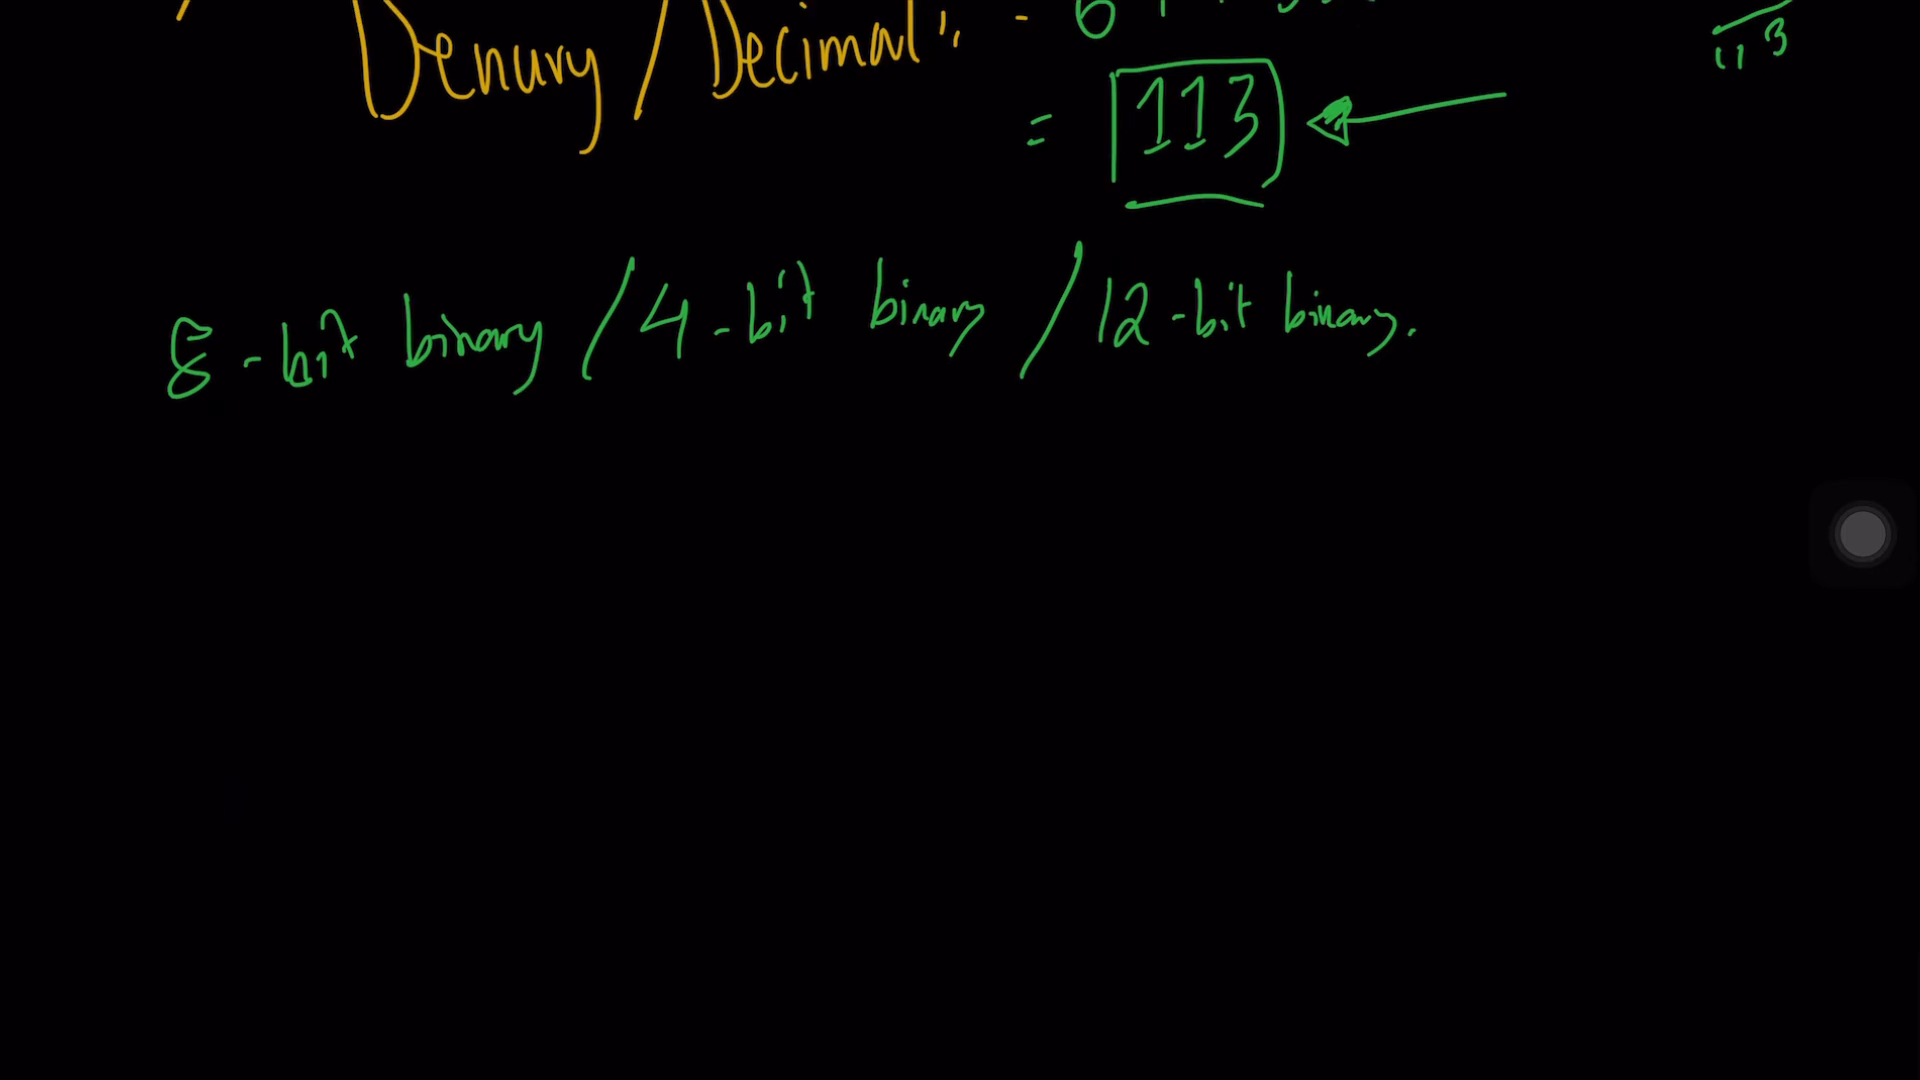 Denary / Decimal :- 6
113
= 113
8-bit binary / 4-bit binary / 12-bit binary.